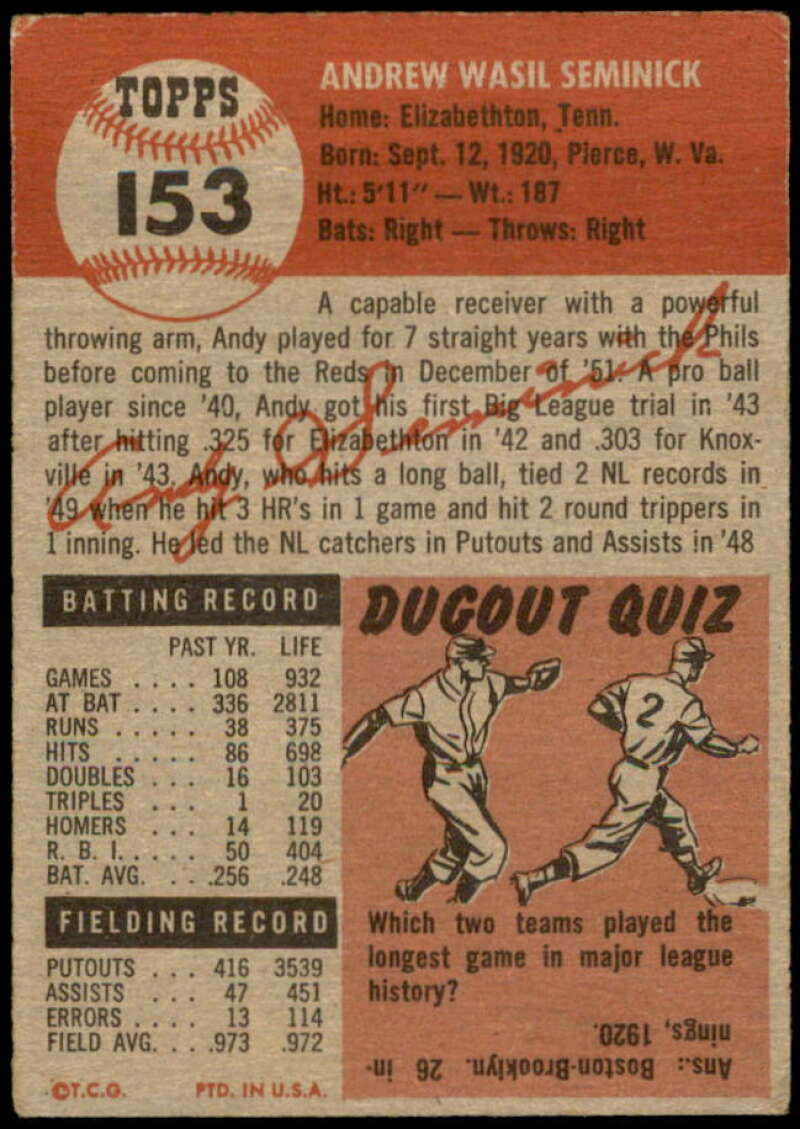 TOPPS
153
ANDREW WASIL SEMINICK
Home: Elizabethton, Tenn.
Born: Sept. 12, 1920, Pierce, W. Va.
Ht.: 5'11" — Wt.: 187
Bats: Right — Throws: Right
A capable receiver with a powerful
throwing arm, Andy played for 7 straight years with the Phils
before coming to the Reds in December of '51. A pro ball
player since '40, Andy got his first Big League trial in '43
after hitting .325 for Elizabethton in '42 and .303 for Knox-
ville in '43. Andy, who hits a long ball, tied 2 NL records in
'49 when he hit 3 HR's in 1 game and hit 2 round trippers in
1 inning. He led the NL catchers in Putouts and Assists in '48
Andy Seminick
BATTING RECORD
PAST YR. LIFE
GAMES . . . . 108 932
AT BAT . . . . 336 2811
RUNS . . . . . 38 375
HITS . . . . . 86 698
DOUBLES . . . 16 103
TRIPLES . . . 1 20
HOMERS . . . 14 119
R. B. I. . . . . 50 404
BAT. AVG. . . .256 .248
FIELDING RECORD
PUTOUTS . . . 416 3539
ASSISTS . . . 47 451
ERRORS . . . . 13 114
FIELD AVG. . . .973 .972
©T.C.G. PTD. IN U.S.A.
DUGOUT QUIZ
2
Which two teams played the
longest game in major league
history?
Ans.: Boston-Brooklyn. 26 in-
nings, 1920.